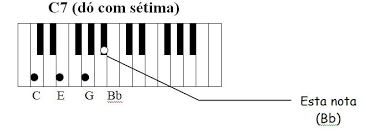 C7 (dó com sétima)
C E G Bb
Esta nota
(Bb)